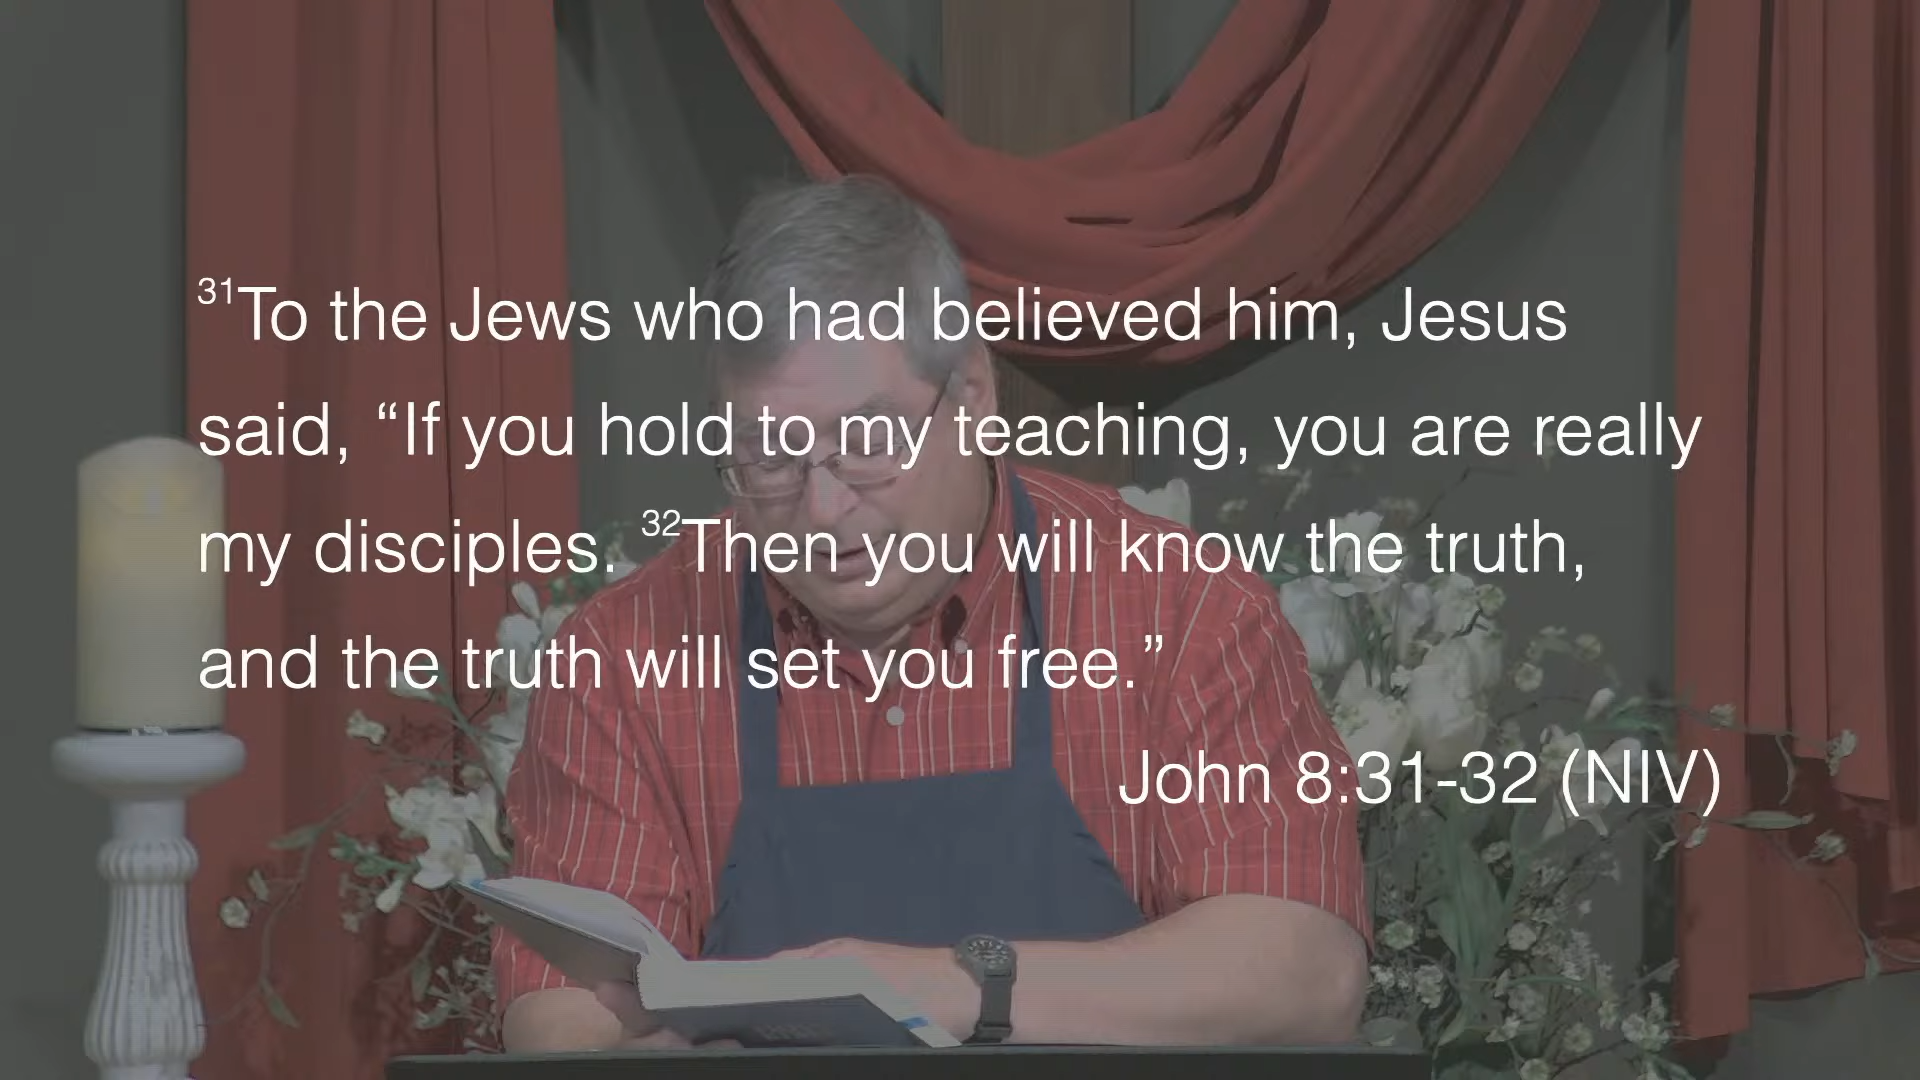 ³¹To the Jews who had believed him, Jesus
said, “If you hold to my teaching, you are really
my disciples. ³²Then you will know the truth,
and the truth will set you free.”
John 8:31-32 (NIV)